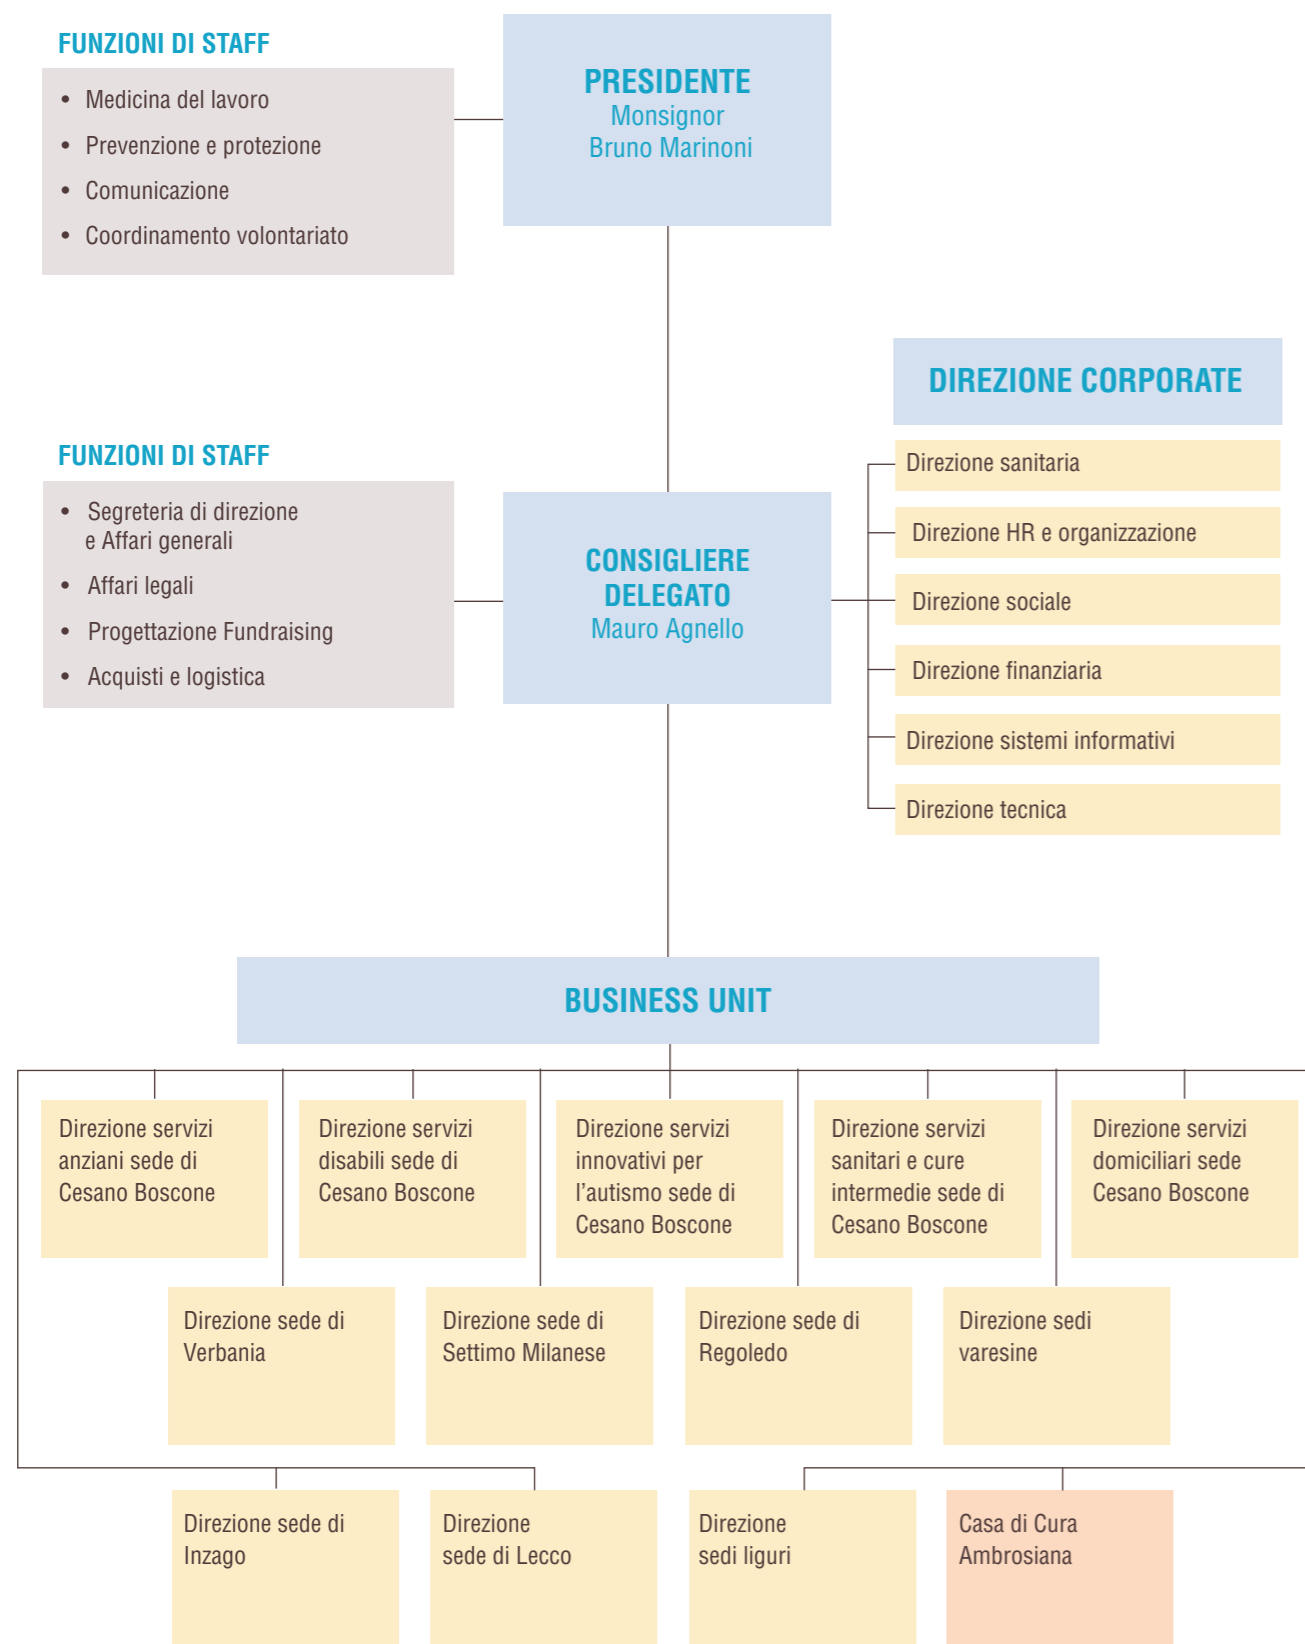 FUNZIONI DI STAFF
• Medicina del lavoro
• Prevenzione e protezione
• Comunicazione
• Coordinamento volontariato
PRESIDENTE
Monsignor
Bruno Marinoni
DIREZIONE CORPORATE
Direzione sanitaria
Direzione HR e organizzazione
Direzione sociale
Direzione finanziaria
Direzione sistemi informativi
Direzione tecnica
FUNZIONI DI STAFF
• Segreteria di direzione
e Affari generali
• Affari legali
• Progettazione Fundraising
• Acquisti e logistica
CONSIGLIERE
DELEGATO
Mauro Agnello
BUSINESS UNIT
Direzione servizi
anziani sede di
Cesano Boscone
Direzione servizi
disabili sede di
Cesano Boscone
Direzione servizi
innovativi per
l’autismo sede di
Cesano Boscone
Direzione servizi
sanitari e cure
intermedie sede di
Cesano Boscone
Direzione servizi
domiciliari sede
Cesano Boscone
Direzione sede di
Verbania
Direzione sede di
Settimo Milanese
Direzione sede di
Regoledo
Direzione sedi
varesine
Direzione sede di
Inzago
Direzione
sede di Lecco
Direzione
sedi liguri
Casa di Cura
Ambrosiana